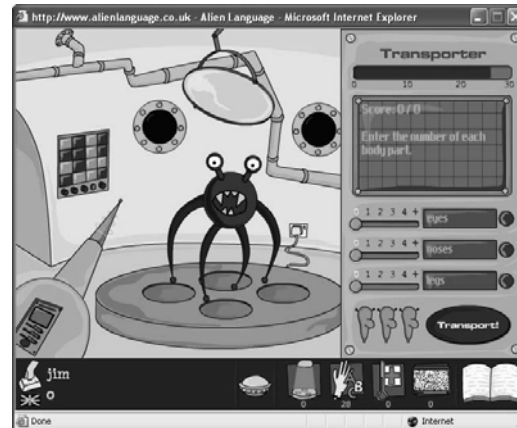 http://www.alienlanguage.co.uk - Alien Language - Microsoft Internet Explorer
Transporter
0 10 20 30
Score: 0 / 0
Enter the number of each
body part.
0 1 2 3 4 +
eyes
0 1 2 3 4 +
noses
0 1 2 3 4 +
legs
Transport!
jim
0
0 28 0
B
Done
Internet